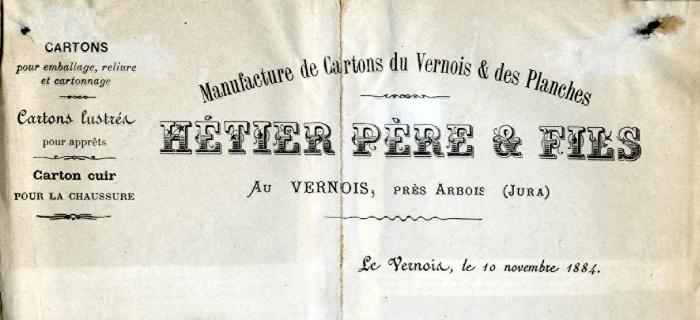 CARTONS
pour emballage, reliure
et cartonnage
Cartons lustrés
pour apprêts
Carton cuir
POUR LA CHAUSSURE
Manufacture de Cartons du Vernois & des Planches
HÉTIER PÈRE & FILS
AU VERNOIS, PRÈS ARBOIS (JURA)
Le Vernois, le 10 novembre 1884.